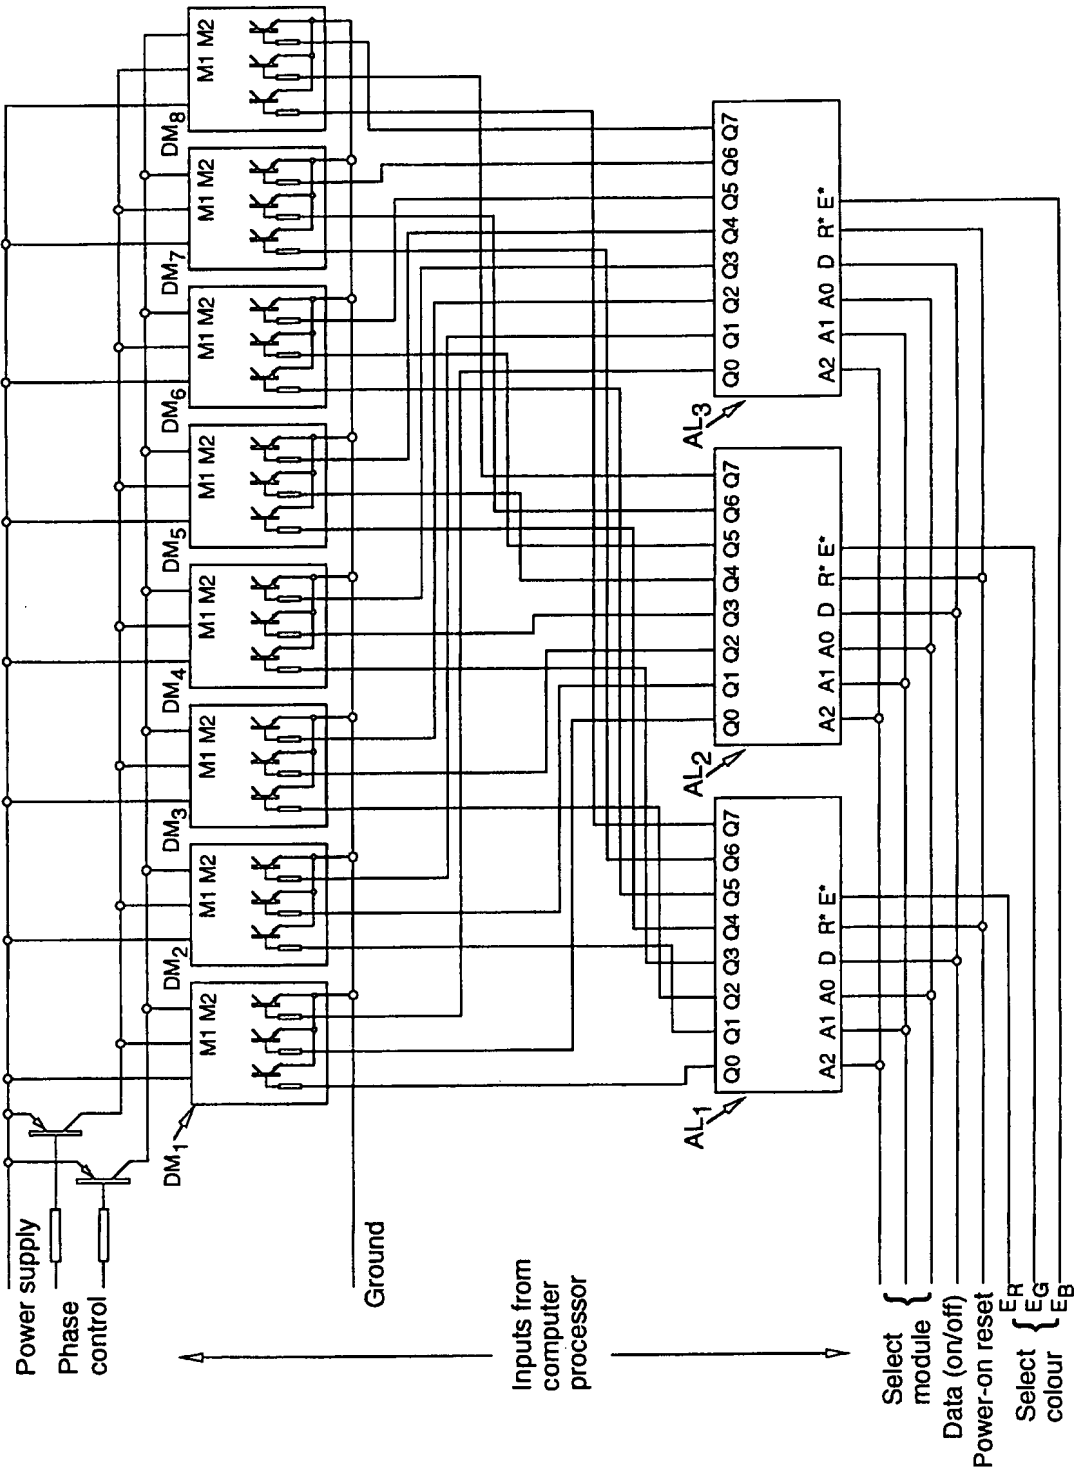 Power supply
Phase
control
Ground
Inputs from
computer
processor
Select
module {
Data (on/off)
Power-on reset
Select
colour {
E_R
E_G
E_B
DM₁
M1 M2
DM₂
M1 M2
DM₃
M1 M2
DM₄
M1 M2
DM₅
M1 M2
DM₆
M1 M2
DM₇
M1 M2
DM₈
M1 M2
AL₁
Q0 Q1 Q2 Q3 Q4 Q5 Q6 Q7
A2 A1 A0 D R* E*
AL₂
Q0 Q1 Q2 Q3 Q4 Q5 Q6 Q7
A2 A1 A0 D R* E*
AL₃
Q0 Q1 Q2 Q3 Q4 Q5 Q6 Q7
A2 A1 A0 D R* E*